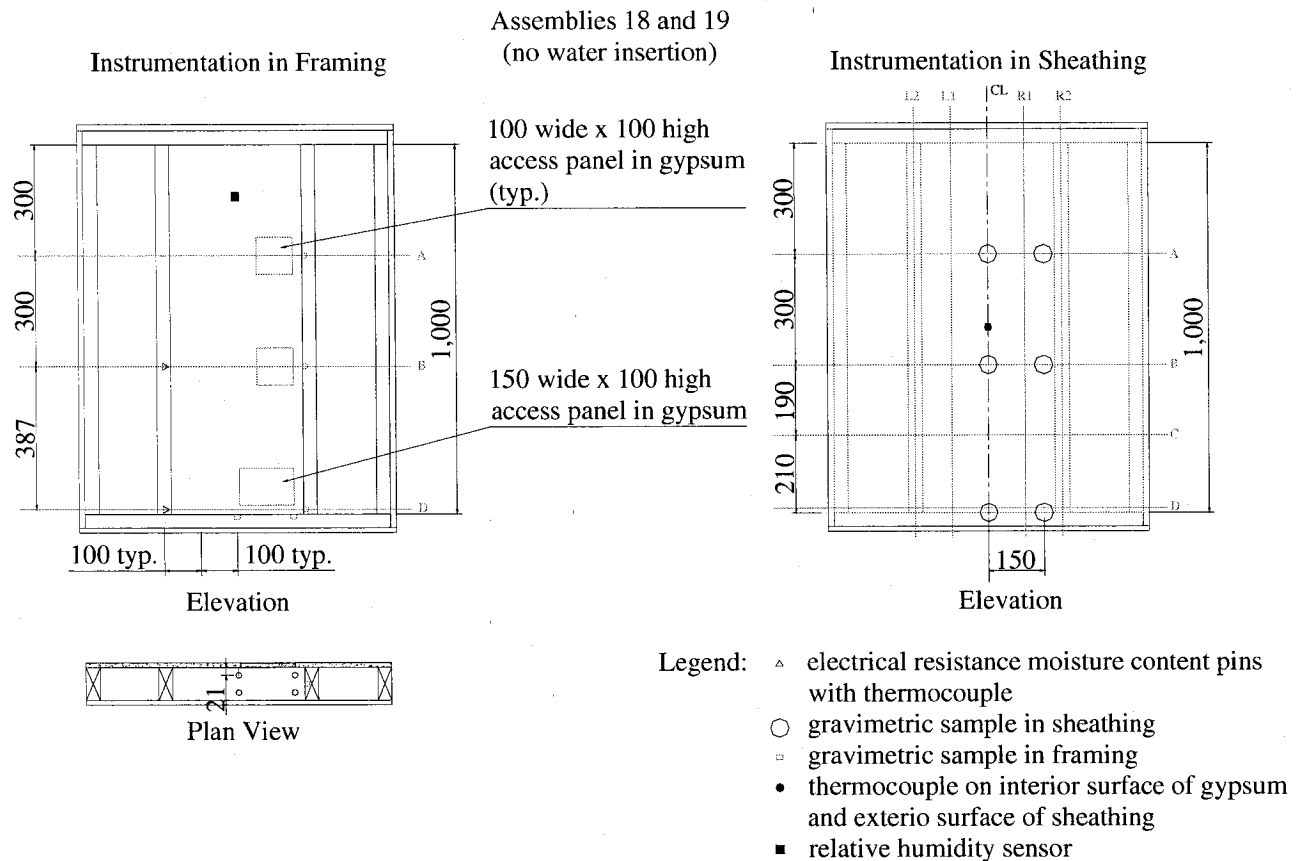 Assemblies 18 and 19
(no water insertion)
Instrumentation in Framing
100 wide x 100 high
access panel in gypsum
(typ.)
150 wide x 100 high
access panel in gypsum
300
300
387
1,000
A
B
D
100 typ.
100 typ.
Elevation
21
Plan View
Instrumentation in Sheathing
L2
L1
CL
R1
R2
300
300
190
210
1,000
A
B
C
D
150
Elevation
Legend:
electrical resistance moisture content pins
with thermocouple
gravimetric sample in sheathing
gravimetric sample in framing
thermocouple on interior surface of gypsum
and exterio surface of sheathing
relative humidity sensor